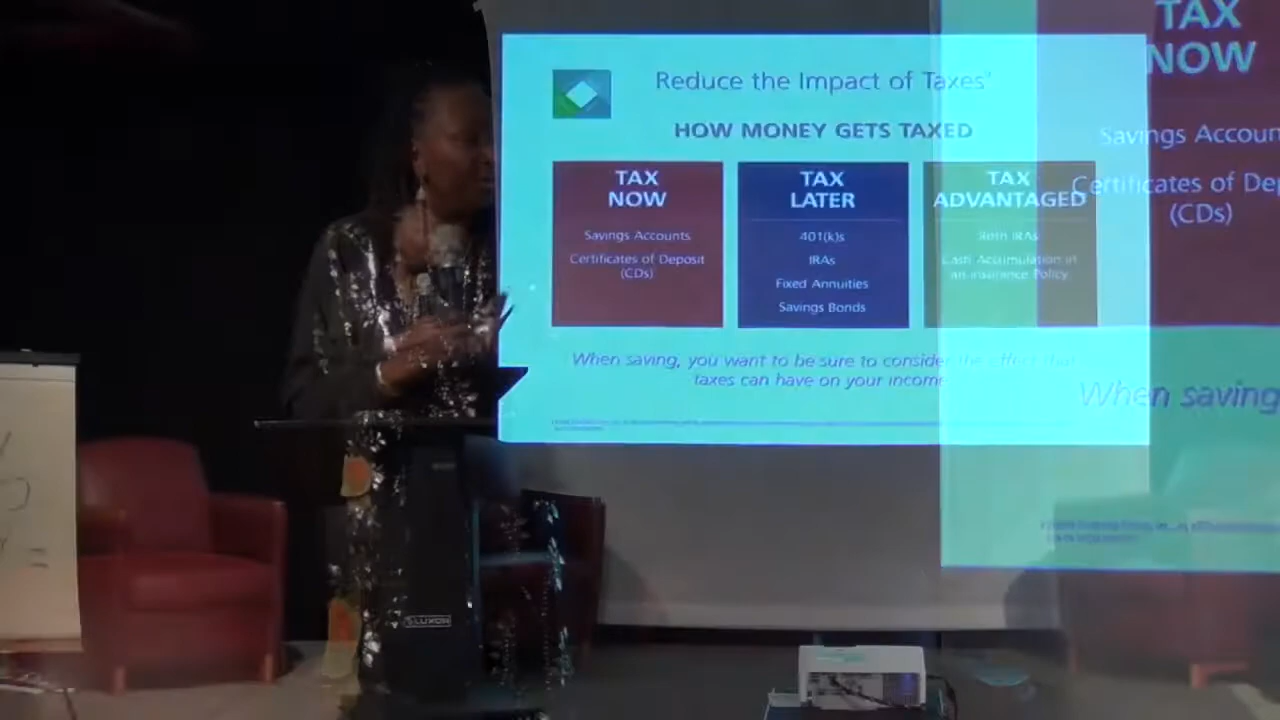 Reduce the Impact of Taxes
HOW MONEY GETS TAXED
TAX
NOW
Savings Accounts
Certificates of Deposit
(CDs)
TAX
LATER
401(k)s
IRAs
Fixed Annuities
Savings Bonds
TAX
ADVANTAGED
Roth IRAs
Cash Accumulation in
an Insurance Policy
When saving, you want to be sure to consider the effect that
taxes can have on your income
TAX
NOW
Savings Accoun
Certificates of Dep
(CDs)
When saving
LUXOR